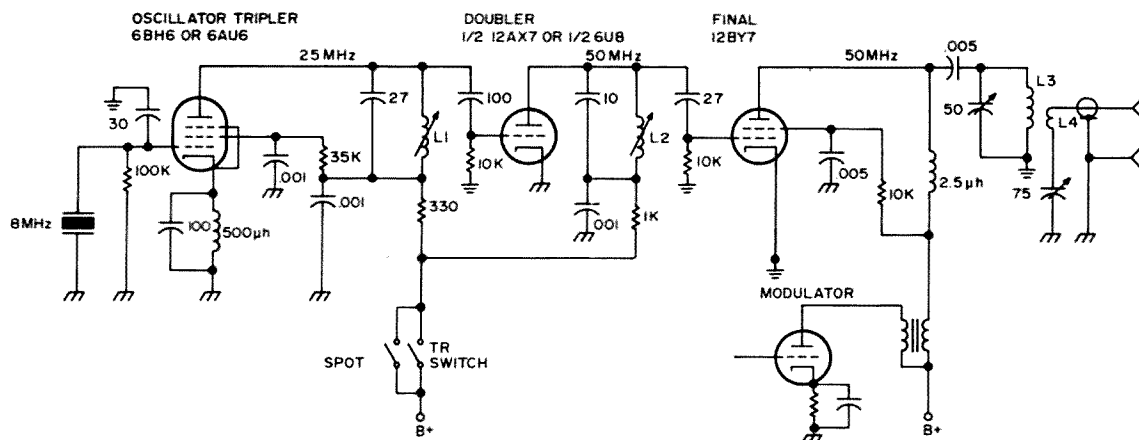 OSCILLATOR TRIPLER
6BH6 OR 6AU6
DOUBLER
1/2 12AX7 OR 1/2 6U8
FINAL
12BY7
25MHz
50MHz
50MHz
.005
30
27
100
10
27
50
L3
L4
L1
L2
100K
35K
10K
10K
.001
.005
10K
2.5µh
75
8MHz
100
500µh
.001
330
.001
1K
MODULATOR
SPOT
TR
SWITCH
B+
B+